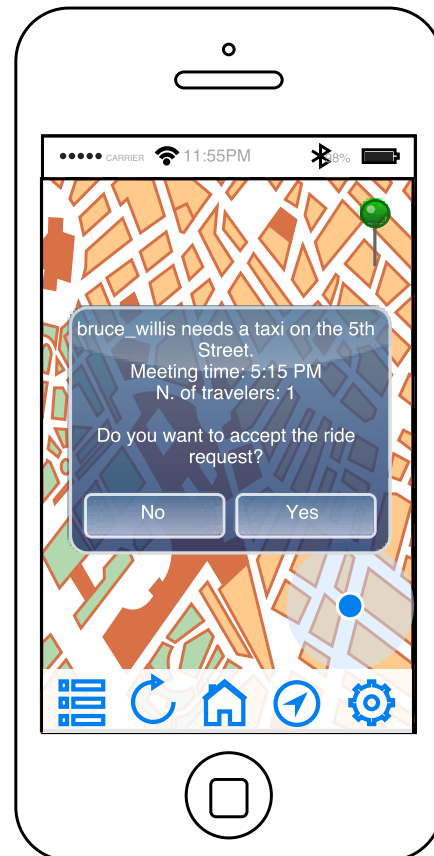 CARRIER 11:55PM 98%
bruce_willis needs a taxi on the 5th
Street.
Meeting time: 5:15 PM
N. of travelers: 1
Do you want to accept the ride
request?
No Yes